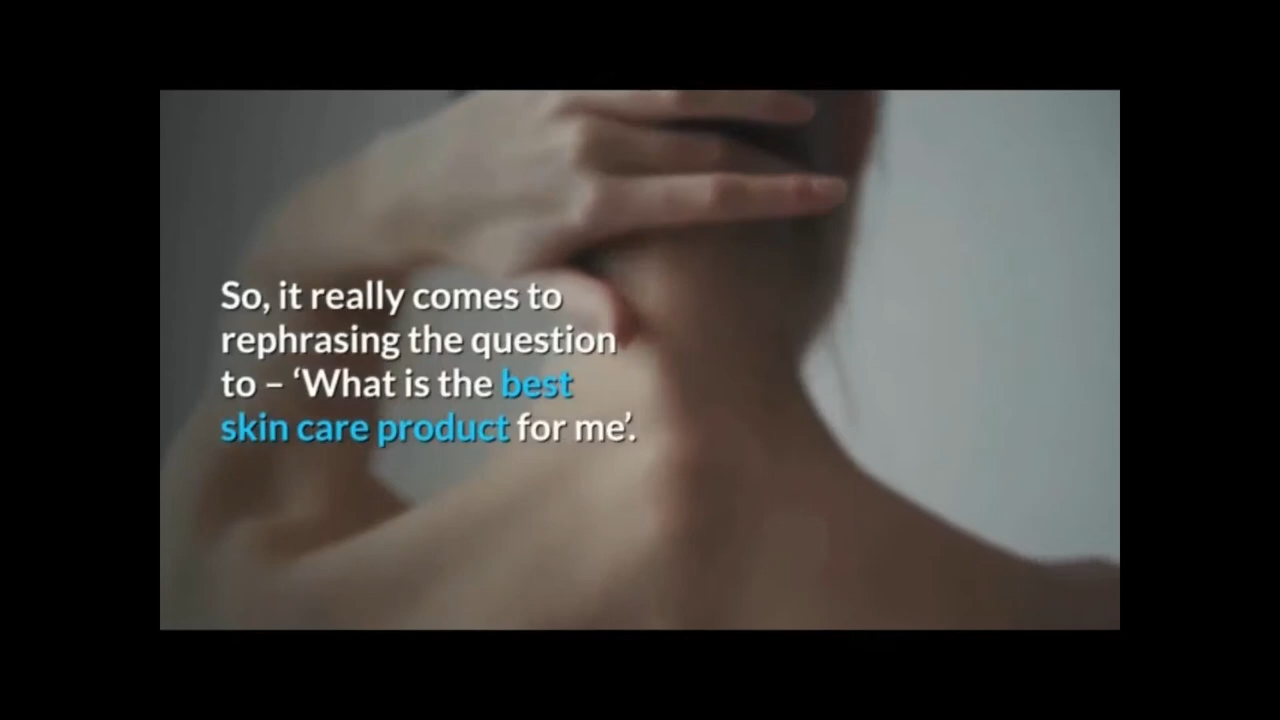 So, it really comes to
rephrasing the question
to – ‘What is the best
skin care product for me’.